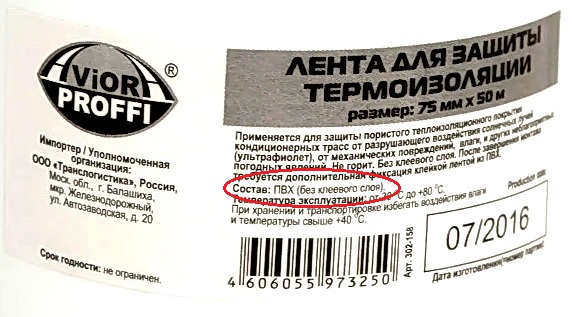 ViOR®
PROFFI
Импортер / Уполномоченная
организация:
ООО «Транслогистика», Россия,
Моск. обл., г. Балашиха,
мкр. Железнодорожный,
ул. Автозаводская, д. 20
Срок годности: не ограничен.
ЛЕНТА ДЛЯ ЗАЩИТЫ
ТЕРМОИЗОЛЯЦИИ
размер: 75 мм x 50 м
Применяется для защиты пористого теплоизоляционного покрытия
кондиционерных трасс от разрушающего воздействия солнечных лучей
(ультрафиолет), от механических повреждений, влаги, и других неблагоприятных
погодных явлений. Не горит. Без клеевого слоя. После завершения монтажа
требуется дополнительная фиксация клейкой лентой из ПВХ.
Состав: ПВХ (без клеевого слоя).
Температура эксплуатации: от °C до +80 °C.
При хранении и транспортировке избегать воздействия влаги
и температуры свыше +40 °C.
Production date
07/2016
Дата изготовления(=номер партии)
Арт. 302-158
4 606055 973250